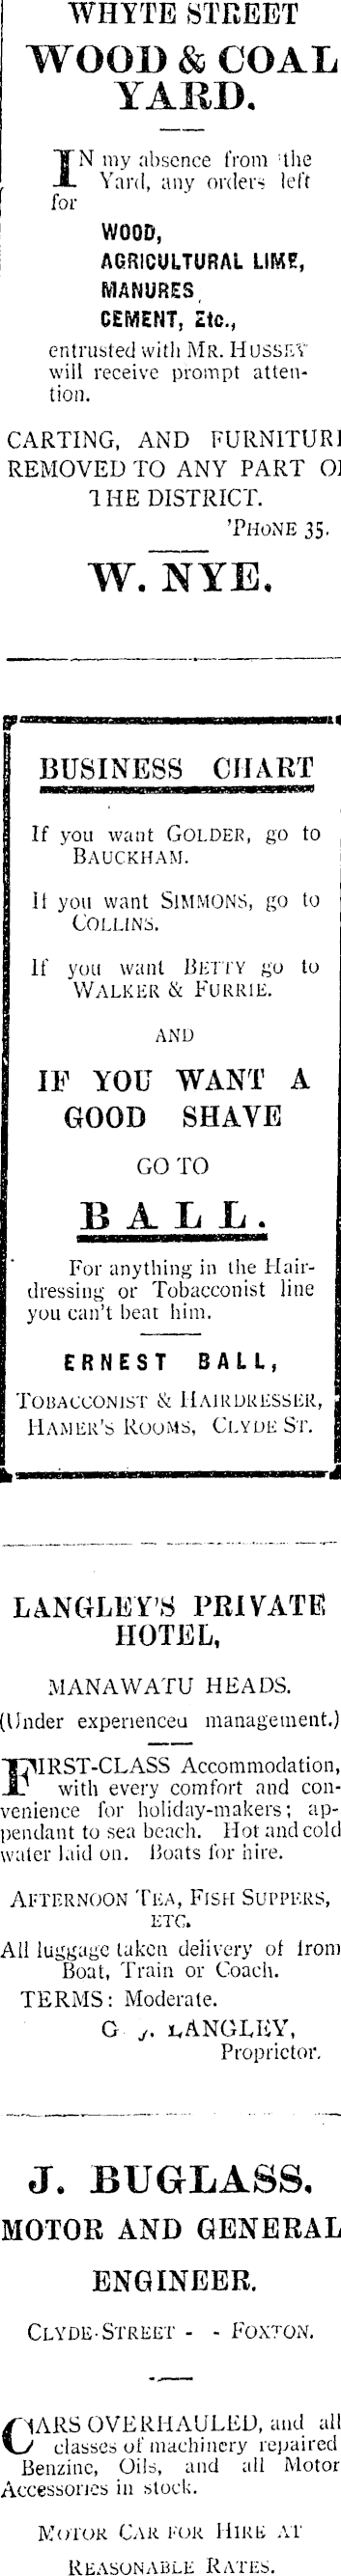 WHYTE STREET
WOOD & COAL
YARD.
IN my absence from the
Yard, any orders left
for
WOOD,
AGRICULTURAL LIME,
MANURES,
CEMENT, Etc.,
entrusted with MR. HUSSEY
will receive prompt atten-
tion.
CARTING, AND FURNITURE
REMOVED TO ANY PART OF
THE DISTRICT.
'PHONE 35.
W. NYE.
BUSINESS CHART
If you want GOLDER, go to
BAUCKHAM.
If you want SIMMONS, go to
COLLINS.
If you want BETTY go to
WALKER & FURRIE.
AND
IF YOU WANT A
GOOD SHAVE
GO TO
BALL.
For anything in the Hair-
dressing or Tobacconist line
you can't beat him.
ERNEST BALL,
TOBACCONIST & HAIRDRESSER,
HAMER'S ROOMS, CLYDE ST.
LANGLEY'S PRIVATE
HOTEL,
MANAWATU HEADS.
(Under experienced management.)
FIRST-CLASS Accommodation,
with every comfort and con-
venience for holiday-makers; ap-
pendant to sea beach. Hot and cold
water laid on. Boats for hire.
AFTERNOON TEA, FISH SUPPERS,
ETC.
All luggage taken delivery of from
Boat, Train or Coach.
TERMS: Moderate.
G. J. LANGLEY,
Proprietor.
J. BUGLASS.
MOTOR AND GENERAL
ENGINEER.
CLYDE-STREET - - FOXTON.
CARS OVERHAULED, and all
classes of machinery repaired
Benzine, Oils, and all Motor
Accessories in stock.
MOTOR CAR FOR HIRE AT
REASONABLE RATES.